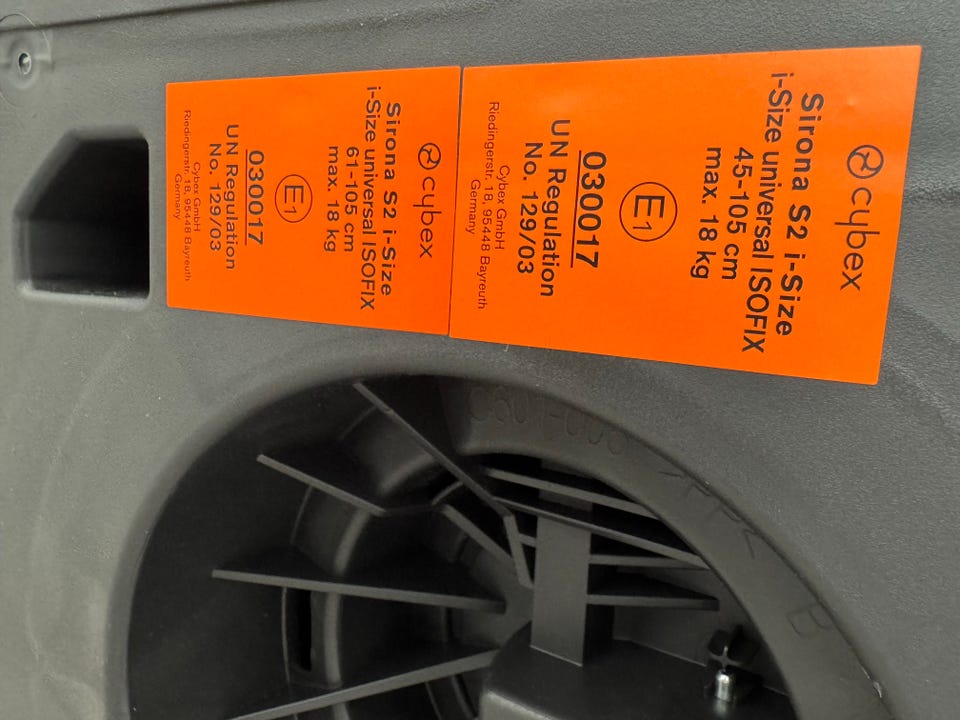 cybex
Sirona S2 i-Size
i-Size universal ISOFIX
45-105 cm
max. 18 kg
E1
030017
UN Regulation
No. 129/03
Cybex GmbH
Riedingerstr. 18, 95448 Bayreuth
Germany
cybex
Sirona S2 i-Size
i-Size universal ISOFIX
61-105 cm
max. 18 kg
E1
030017
UN Regulation
No. 129/03
Cybex GmbH
Riedingerstr. 18, 95448 Bayreuth
Germany